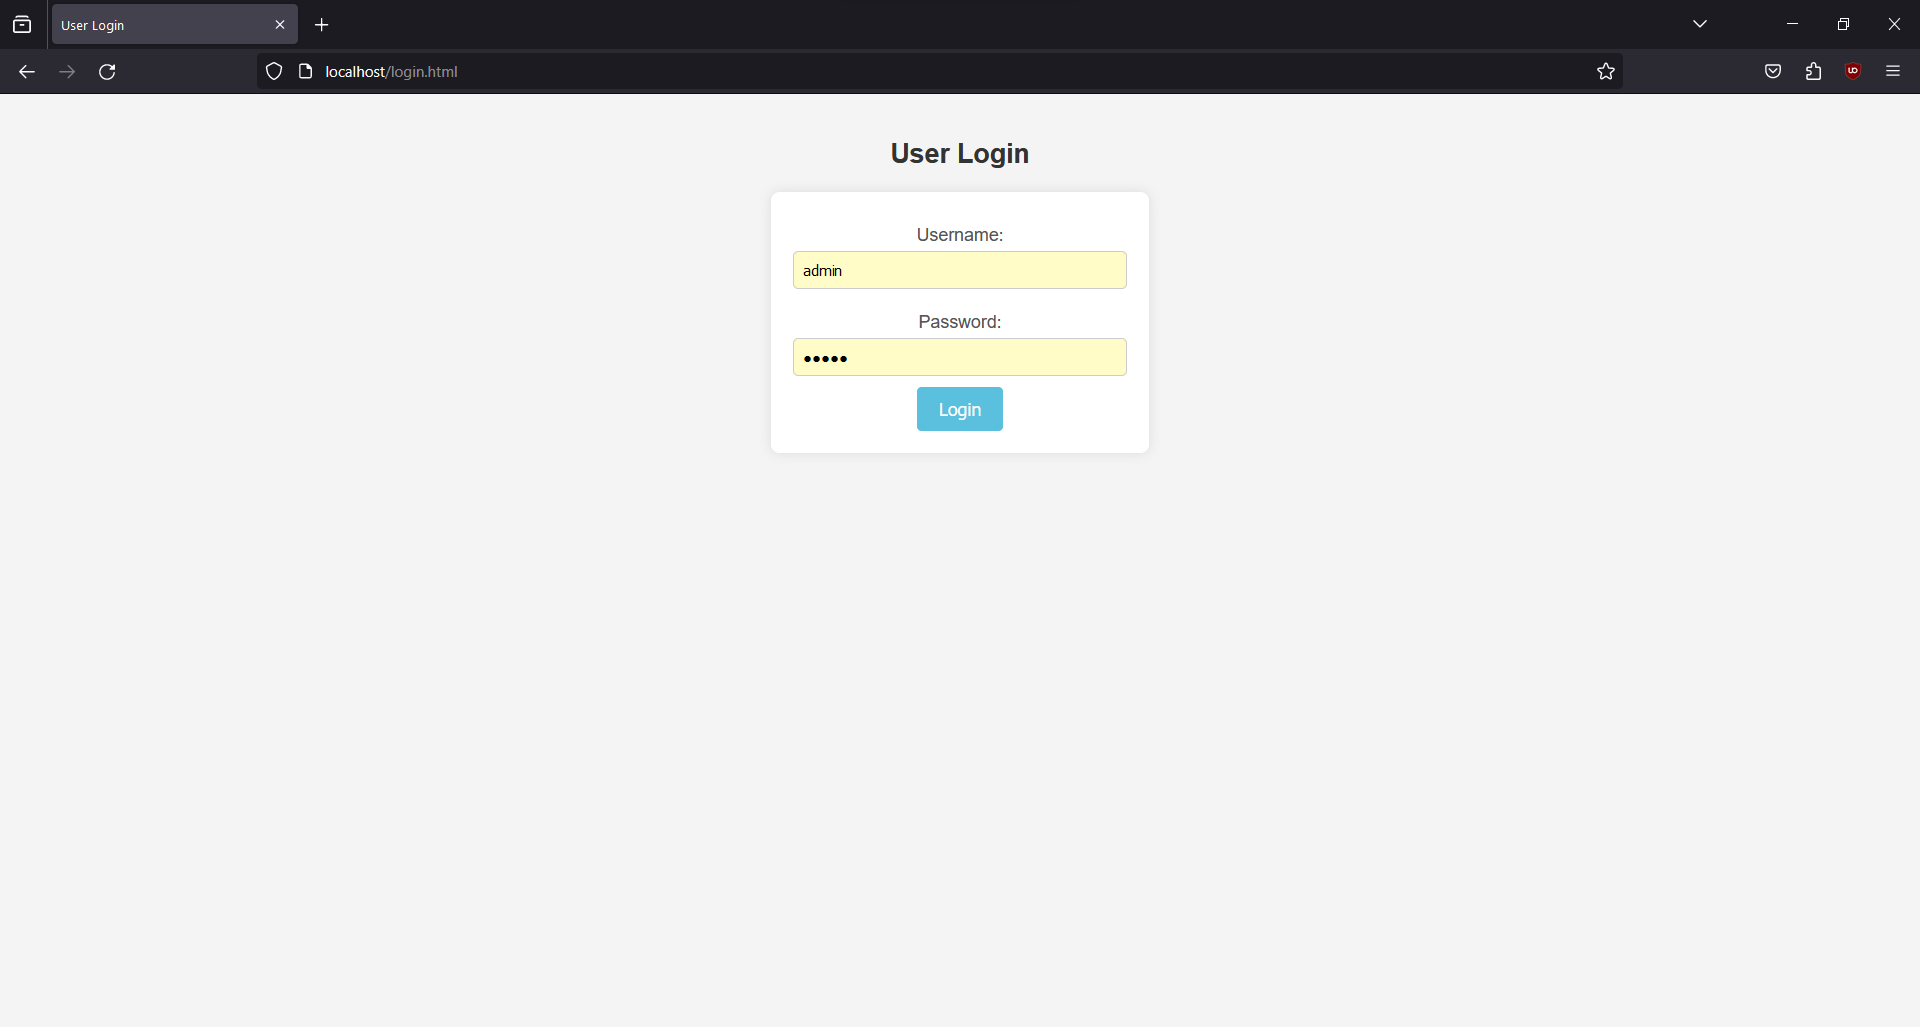 User Login
localhost/login.html
User Login
Username:
admin
Password:
•••••
Login